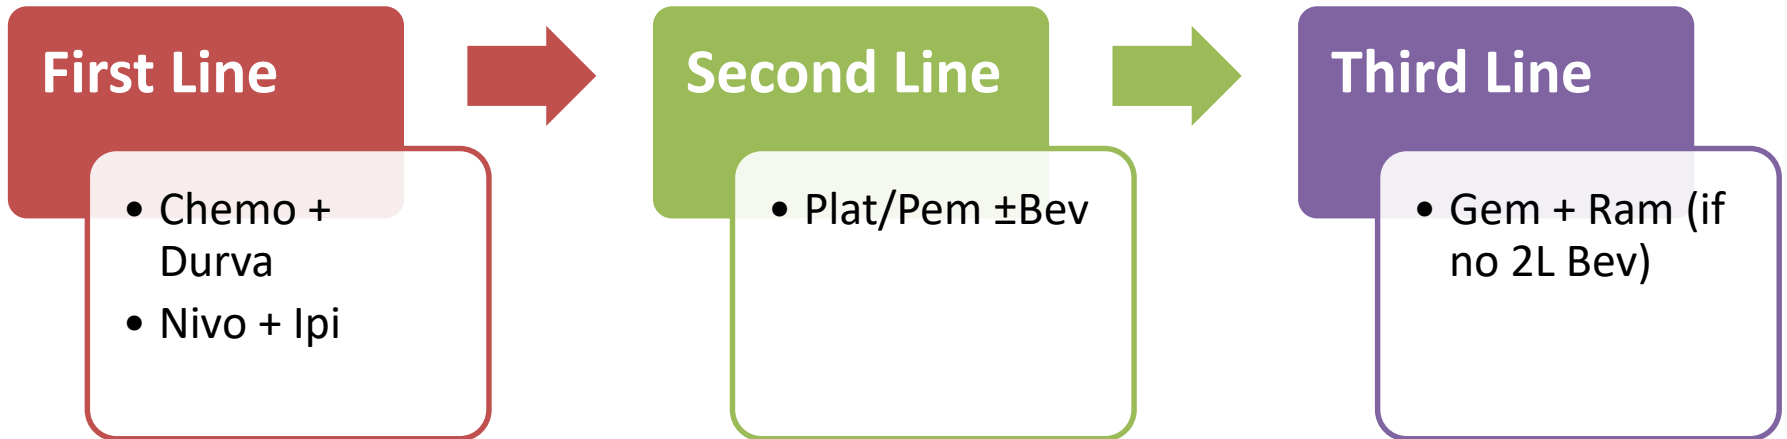 First Line
• Chemo +
Durva
• Nivo + Ipi
Second Line
• Plat/Pem ±Bev
Third Line
• Gem + Ram (if
no 2L Bev)